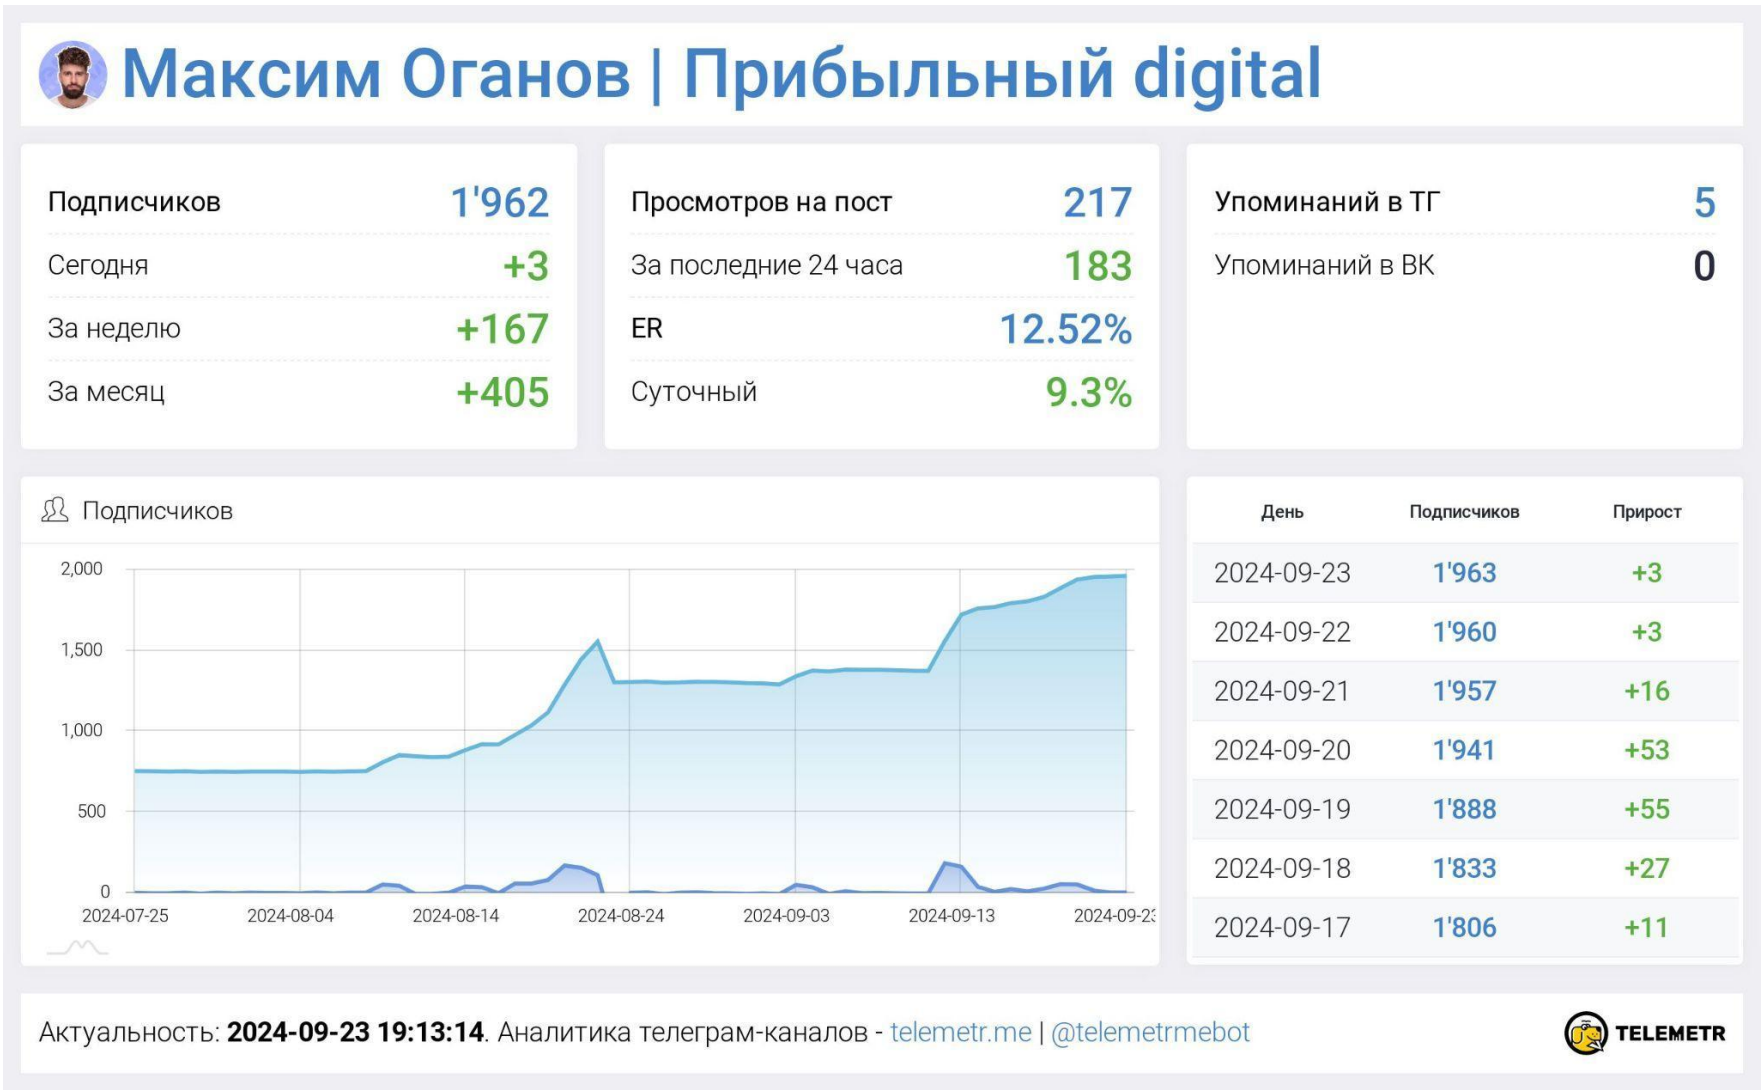 Максим Оганов | Прибыльный digital
Подписчиков 1'962
Сегодня +3
За неделю +167
За месяц +405
Просмотров на пост 217
За последние 24 часа 183
ER 12.52%
Суточный 9.3%
Упоминаний в ТГ 5
Упоминаний в ВК 0
Подписчиков
2,000
1,500
1,000
500
0
2024-07-25 2024-08-04 2024-08-14 2024-08-24 2024-09-03 2024-09-13 2024-09-23
День Подписчиков Прирост
2024-09-23 1'963 +3
2024-09-22 1'960 +3
2024-09-21 1'957 +16
2024-09-20 1'941 +53
2024-09-19 1'888 +55
2024-09-18 1'833 +27
2024-09-17 1'806 +11
Актуальность: 2024-09-23 19:13:14. Аналитика телеграм-каналов - telemetr.me | @telemetrmebot
TELEMETR